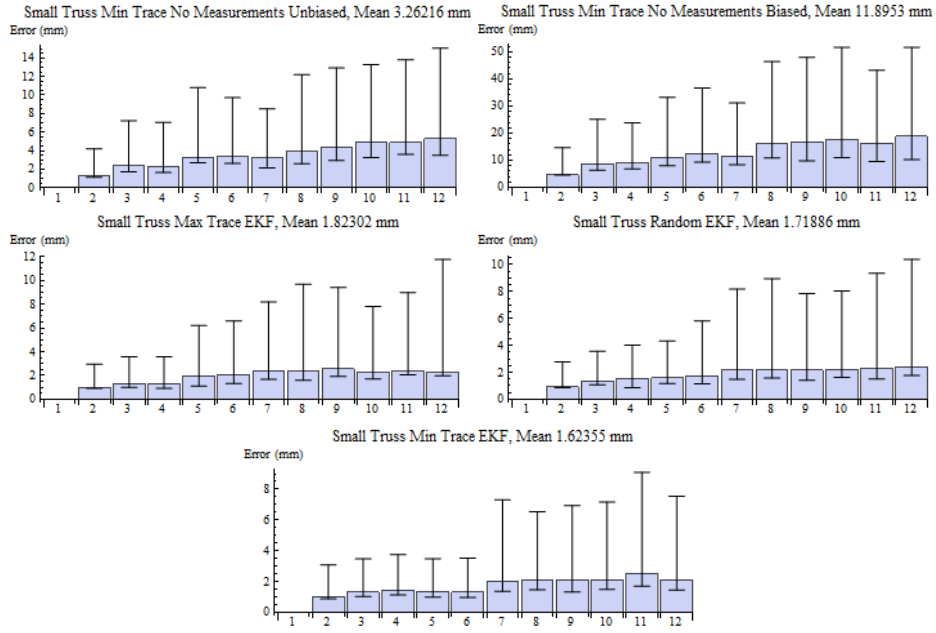 Small Truss Min Trace No Measurements Unbiased, Mean 3.26216 mm
Error (mm)
14
12
10
8
6
4
2
0
1 2 3 4 5 6 7 8 9 10 11 12
Small Truss Min Trace No Measurements Biased, Mean 11.8953 mm
Error (mm)
50
40
30
20
10
0
1 2 3 4 5 6 7 8 9 10 11 12
Small Truss Max Trace EKF, Mean 1.82302 mm
Error (mm)
12
10
8
6
4
2
0
1 2 3 4 5 6 7 8 9 10 11 12
Small Truss Random EKF, Mean 1.71886 mm
Error (mm)
10
8
6
4
2
0
1 2 3 4 5 6 7 8 9 10 11 12
Small Truss Min Trace EKF, Mean 1.62355 mm
Error (mm)
8
6
4
2
0
1 2 3 4 5 6 7 8 9 10 11 12